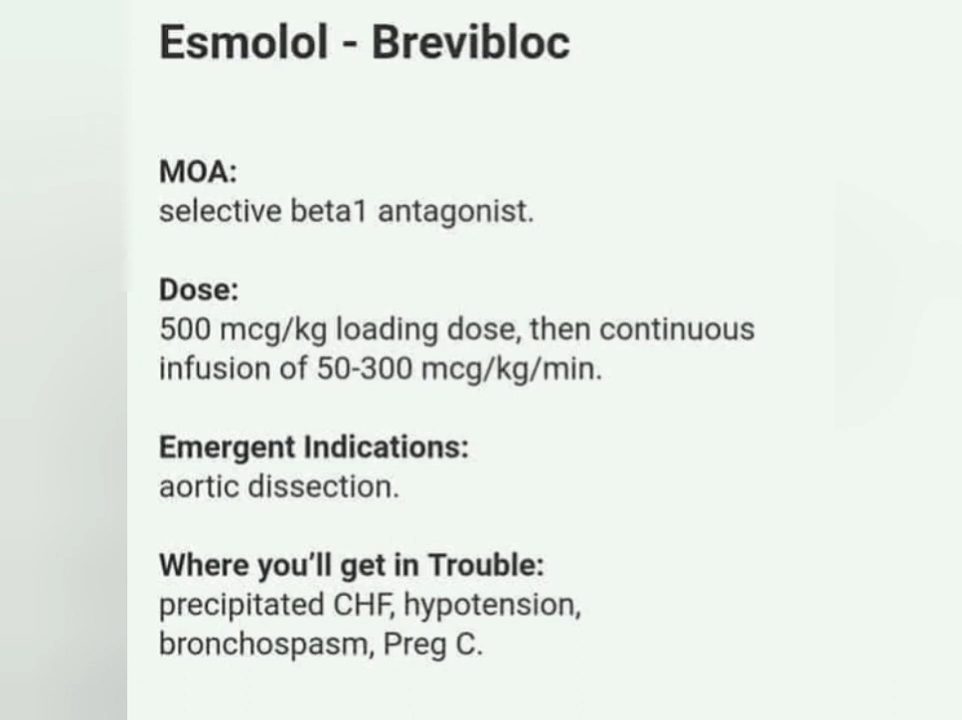 Esmolol - Brevibloc
MOA:
selective beta1 antagonist.
Dose:
500 mcg/kg loading dose, then continuous
infusion of 50-300 mcg/kg/min.
Emergent Indications:
aortic dissection.
Where you’ll get in Trouble:
precipitated CHF, hypotension,
bronchospasm, Preg C.